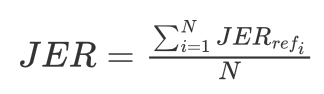 JER = \frac{\sum_{i=1}^{N} JER_{ref_i}}{N}